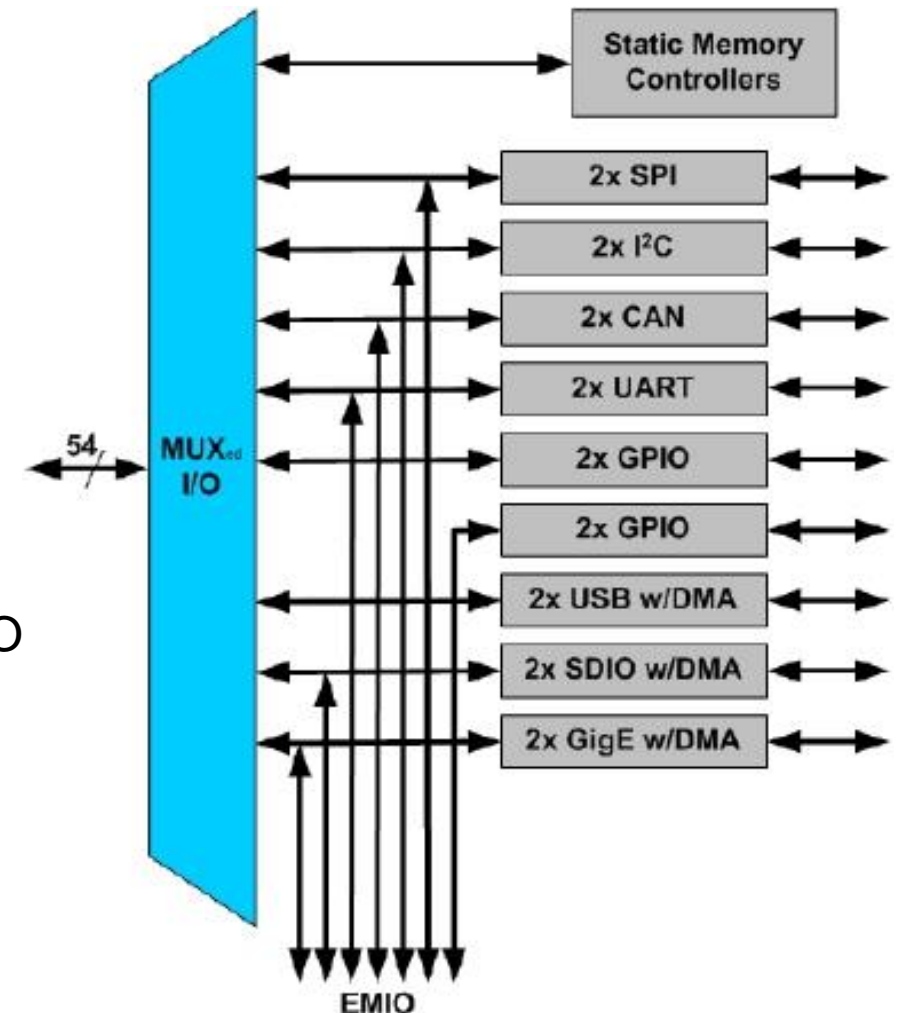 Static Memory
Controllers
2x SPI
2x I²C
2x CAN
2x UART
54
MUXed
I/O
2x GPIO
2x GPIO
2x USB w/DMA
O
2x SDIO w/DMA
2x GigE w/DMA
EMIO